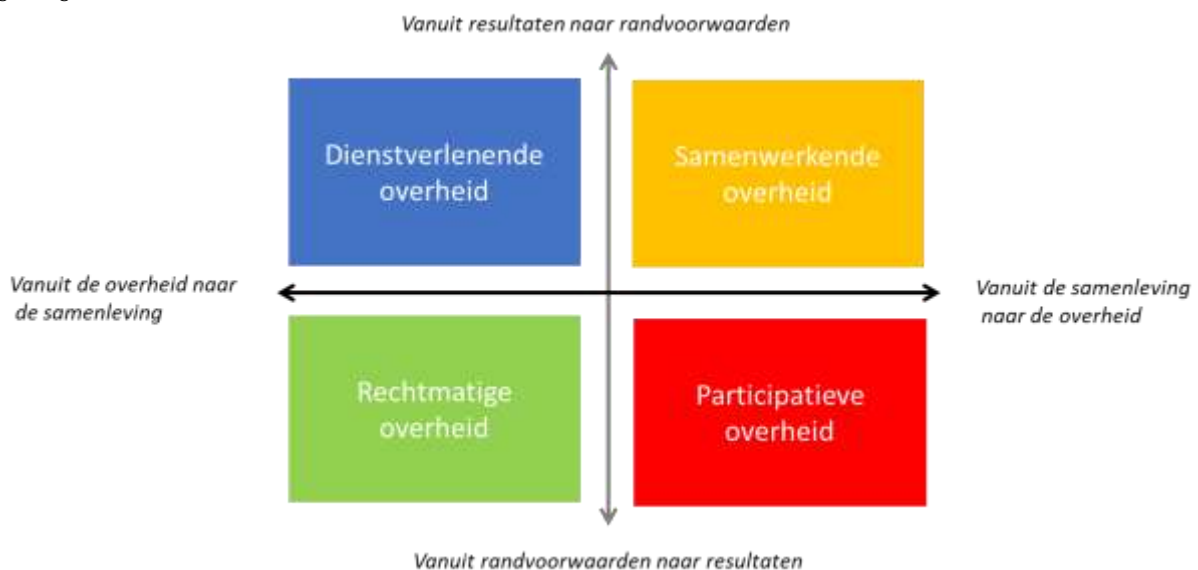 Vanuit resultaten naar randvoorwaarden
Dienstverlenende
overheid
Samenwerkende
overheid
Vanuit de overheid naar
de samenleving
Vanuit de samenleving
naar de overheid
Rechtmatige
overheid
Participatieve
overheid
Vanuit randvoorwaarden naar resultaten